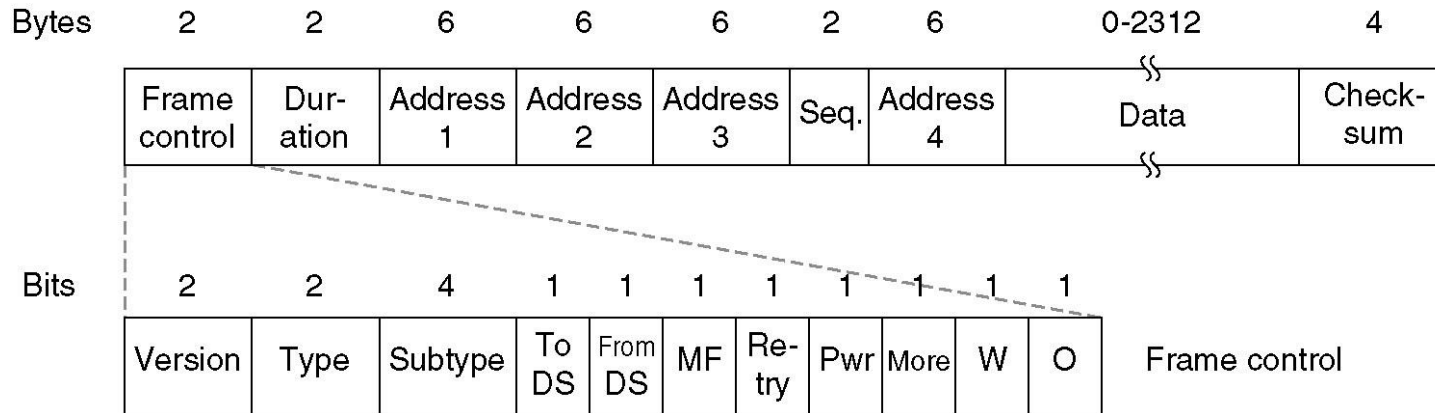 Bytes 2 2 6 6 6 2 6 0-2312 4
Frame control Dur-ation Address 1 Address 2 Address 3 Seq. Address 4 Data Check-sum
Bits 2 2 4 1 1 1 1 1 1 1 1
Version Type Subtype To DS From DS MF Re-try Pwr More W O Frame control